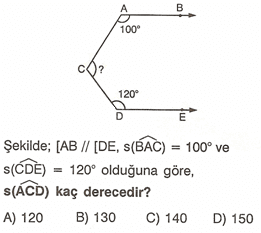 A B
100°
C ?
120°
D E
Şekilde; [AB // [DE, s(BAC) = 100° ve
s(CDE) = 120° olduğuna göre,
s(ACD) kaç derecedir?
A) 120 B) 130 C) 140 D) 150